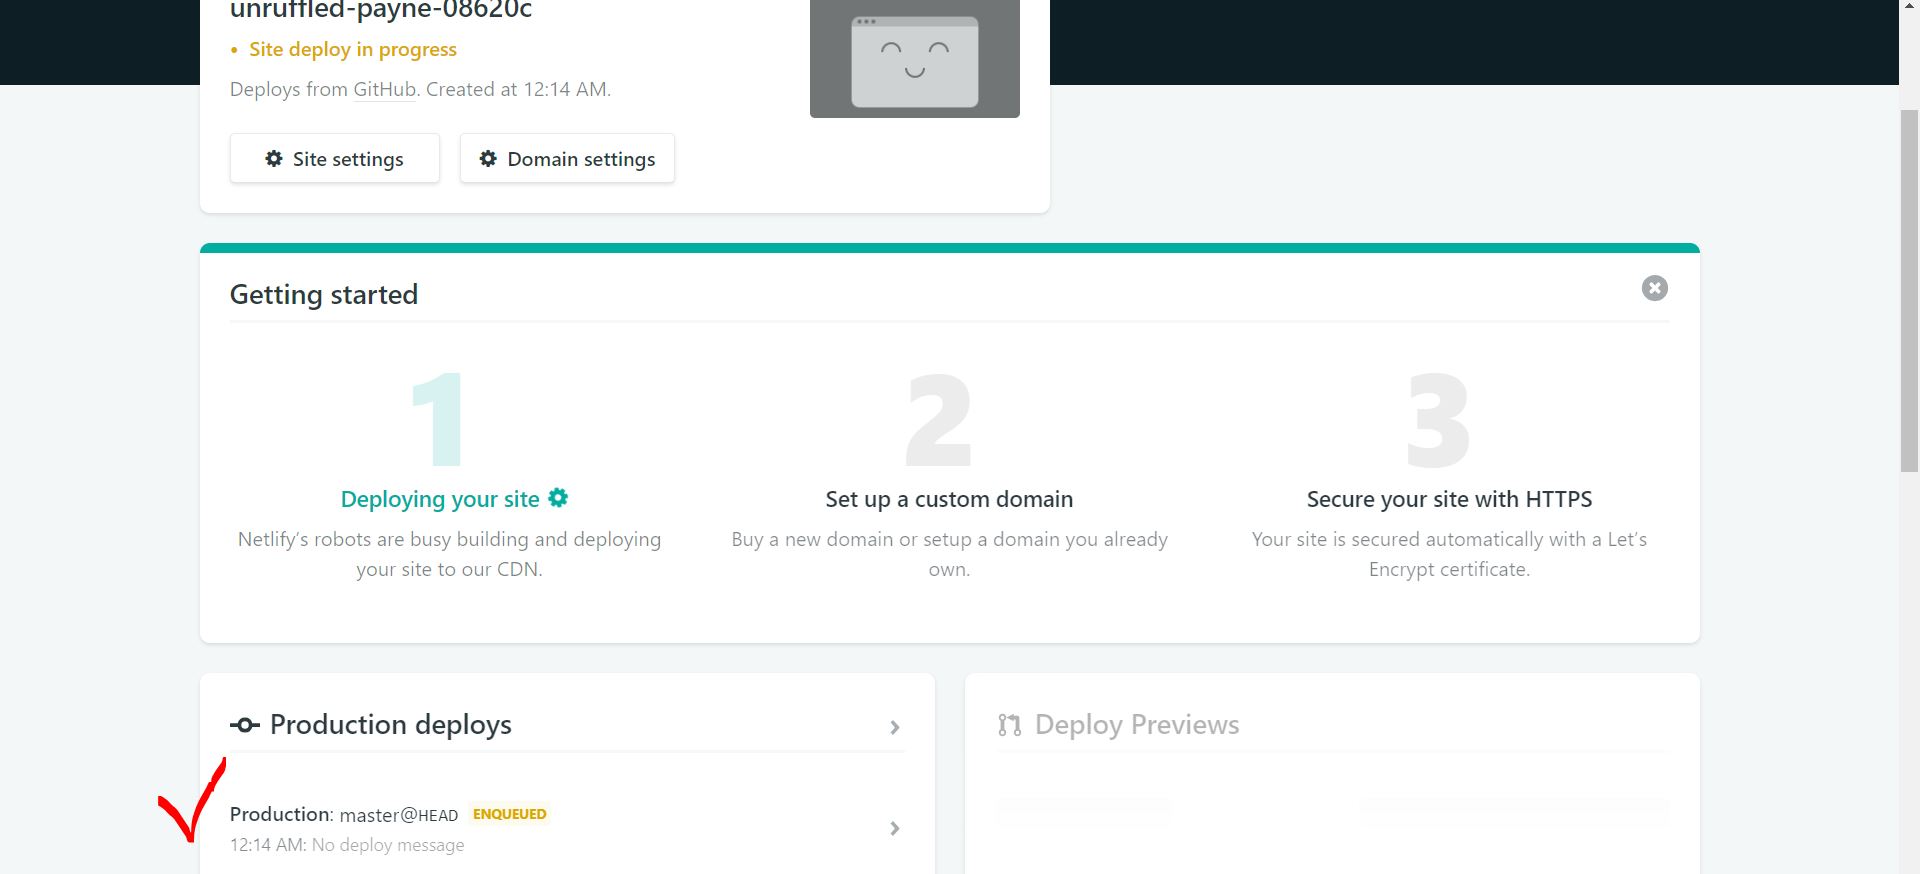 unruffled-payne-08620c
• Site deploy in progress
Deploys from GitHub. Created at 12:14 AM.
Site settings
Domain settings
Getting started
1
Deploying your site
Netlify’s robots are busy building and deploying
your site to our CDN.
2
Set up a custom domain
Buy a new domain or setup a domain you already
own.
3
Secure your site with HTTPS
Your site is secured automatically with a Let’s
Encrypt certificate.
Production deploys
Production: master@HEAD ENQUEUED
12:14 AM: No deploy message
Deploy Previews